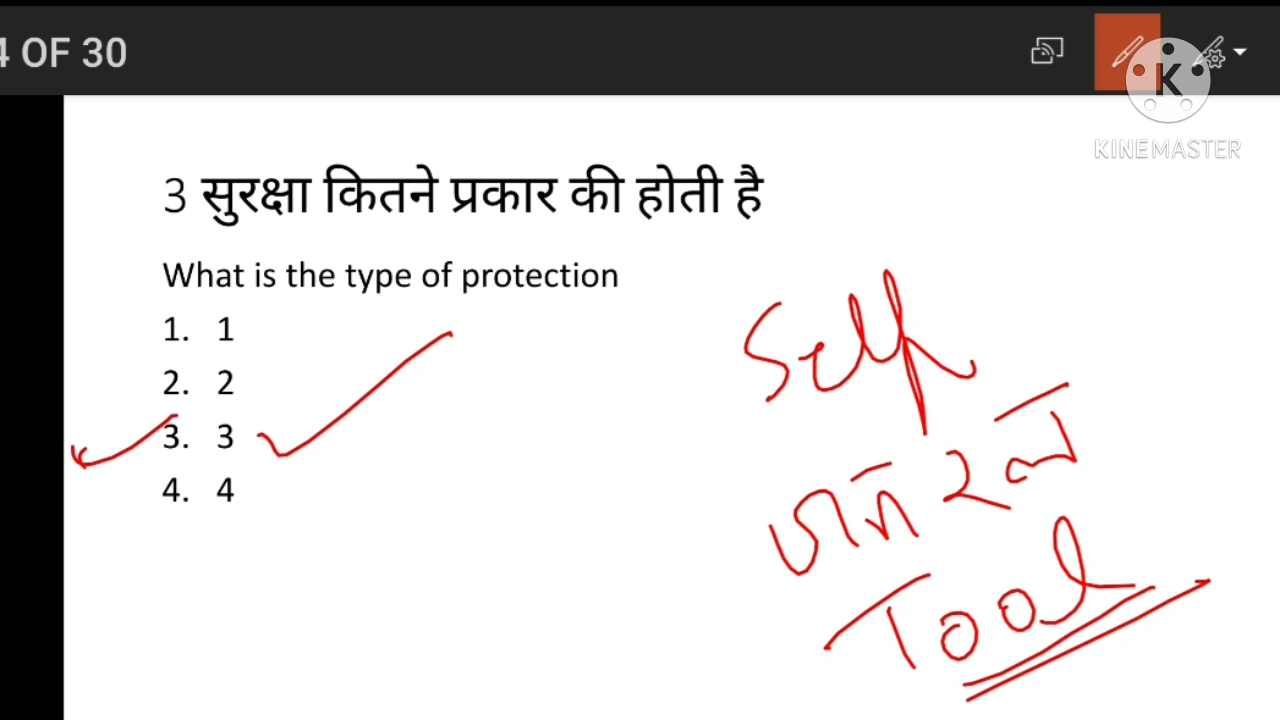 4 OF 30
KINEMASTER
3 सुरक्षा कितने प्रकार की होती है
What is the type of protection
1. 1
2. 2
3. 3
4. 4
Self
Tool